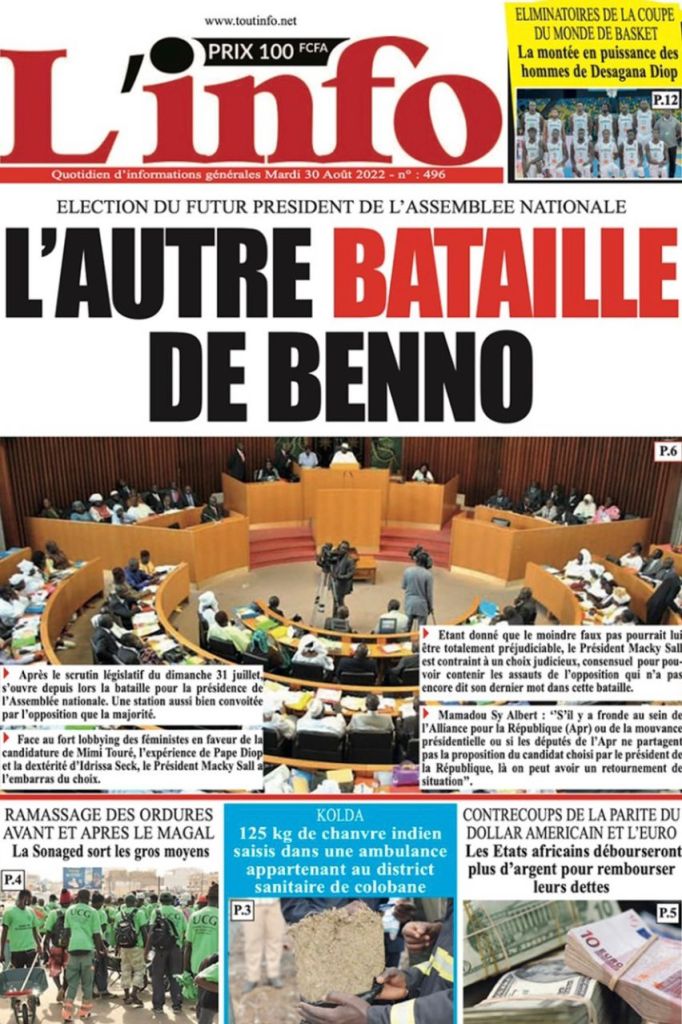 www.toutinfo.net
PRIX 100 FCFA
L'info
Quotidien d'informations générales Mardi 30 Août 2022 - n° : 496
ELIMINATOIRES DE LA COUPE
DU MONDE DE BASKET
La montée en puissance des
hommes de Desagana Diop
P.12
ELECTION DU FUTUR PRESIDENT DE L'ASSEMBLEE NATIONALE
L'AUTRE BATAILLE
DE BENNO
P.6
Après le scrutin législatif du dimanche 31 juillet,
s'ouvre depuis lors la bataille pour la présidence de
l'Assemblée nationale. Une station aussi bien convoitée
par l'opposition que la majorité.
Face au fort lobbying des féministes en faveur de la
candidature de Mimi Touré, l'expérience de Pape Diop
et la dextérité d'Idrissa Seck, le Président Macky Sall a
l'embarras du choix.
Etant donné que le moindre faux pas pourrait lui
être totalement préjudiciable, le Président Macky Sall
est contraint à un choix judicieux, consensuel pour pou-
voir contenir les assauts de l'opposition qui n'a pas
encore dit son dernier mot dans cette bataille.
Mamadou Sy Albert : ‘'S'il y a fronde au sein de
l'Alliance pour la République (Apr) ou de la mouvance
présidentielle ou si les députés de l'Apr ne partagent
pas la proposition du candidat choisi par le président de
la République, là on peut avoir un retournement de
situation".
RAMASSAGE DES ORDURES
AVANT ET APRES LE MAGAL
La Sonaged sort les gros moyens
P.4
UCG
UCG
KOLDA
125 kg de chanvre indien
saisis dans une ambulance
appartenant au district
sanitaire de colobane
P.3
CONTRECOUPS DE LA PARITE DU
DOLLAR AMERICAIN ET L'EURO
Les Etats africains débourseront
plus d'argent pour rembourser
leurs dettes
P.5
10 EURO